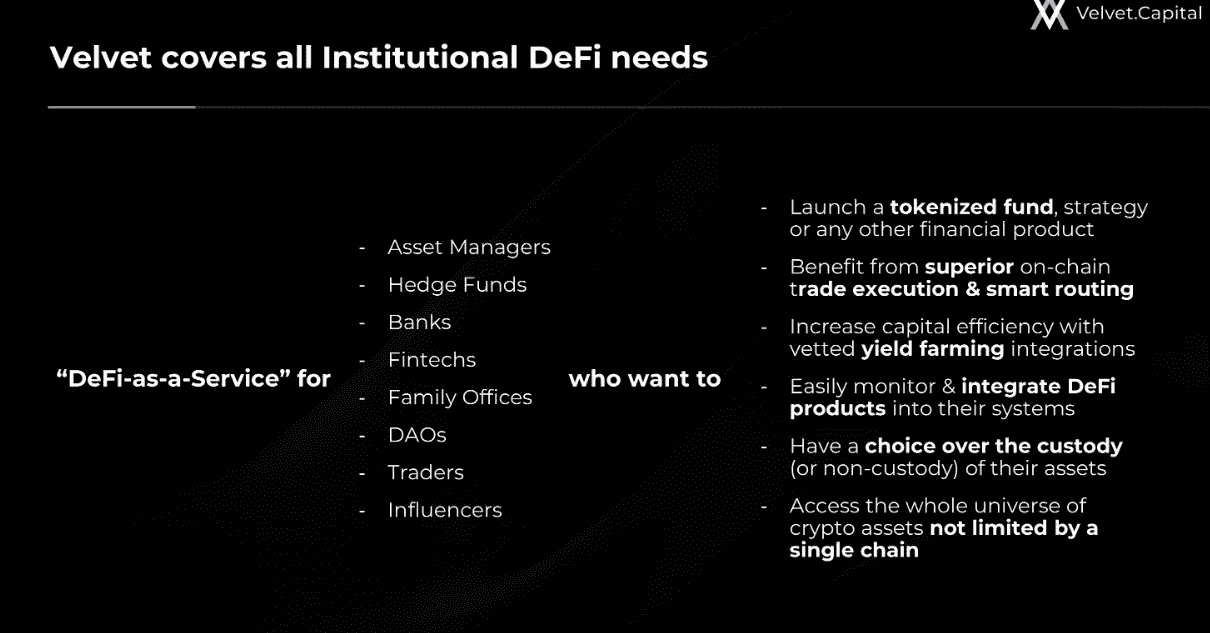 Velvet.Capital
Velvet covers all Institutional DeFi needs
“DeFi-as-a-Service” for
- Asset Managers
- Hedge Funds
- Banks
- Fintechs
- Family Offices
- DAOs
- Traders
- Influencers
who want to
- Launch a tokenized fund, strategy
or any other financial product
- Benefit from superior on-chain
trade execution & smart routing
- Increase capital efficiency with
vetted yield farming integrations
- Easily monitor & integrate DeFi
products into their systems
- Have a choice over the custody
(or non-custody) of their assets
- Access the whole universe of
crypto assets not limited by a
single chain